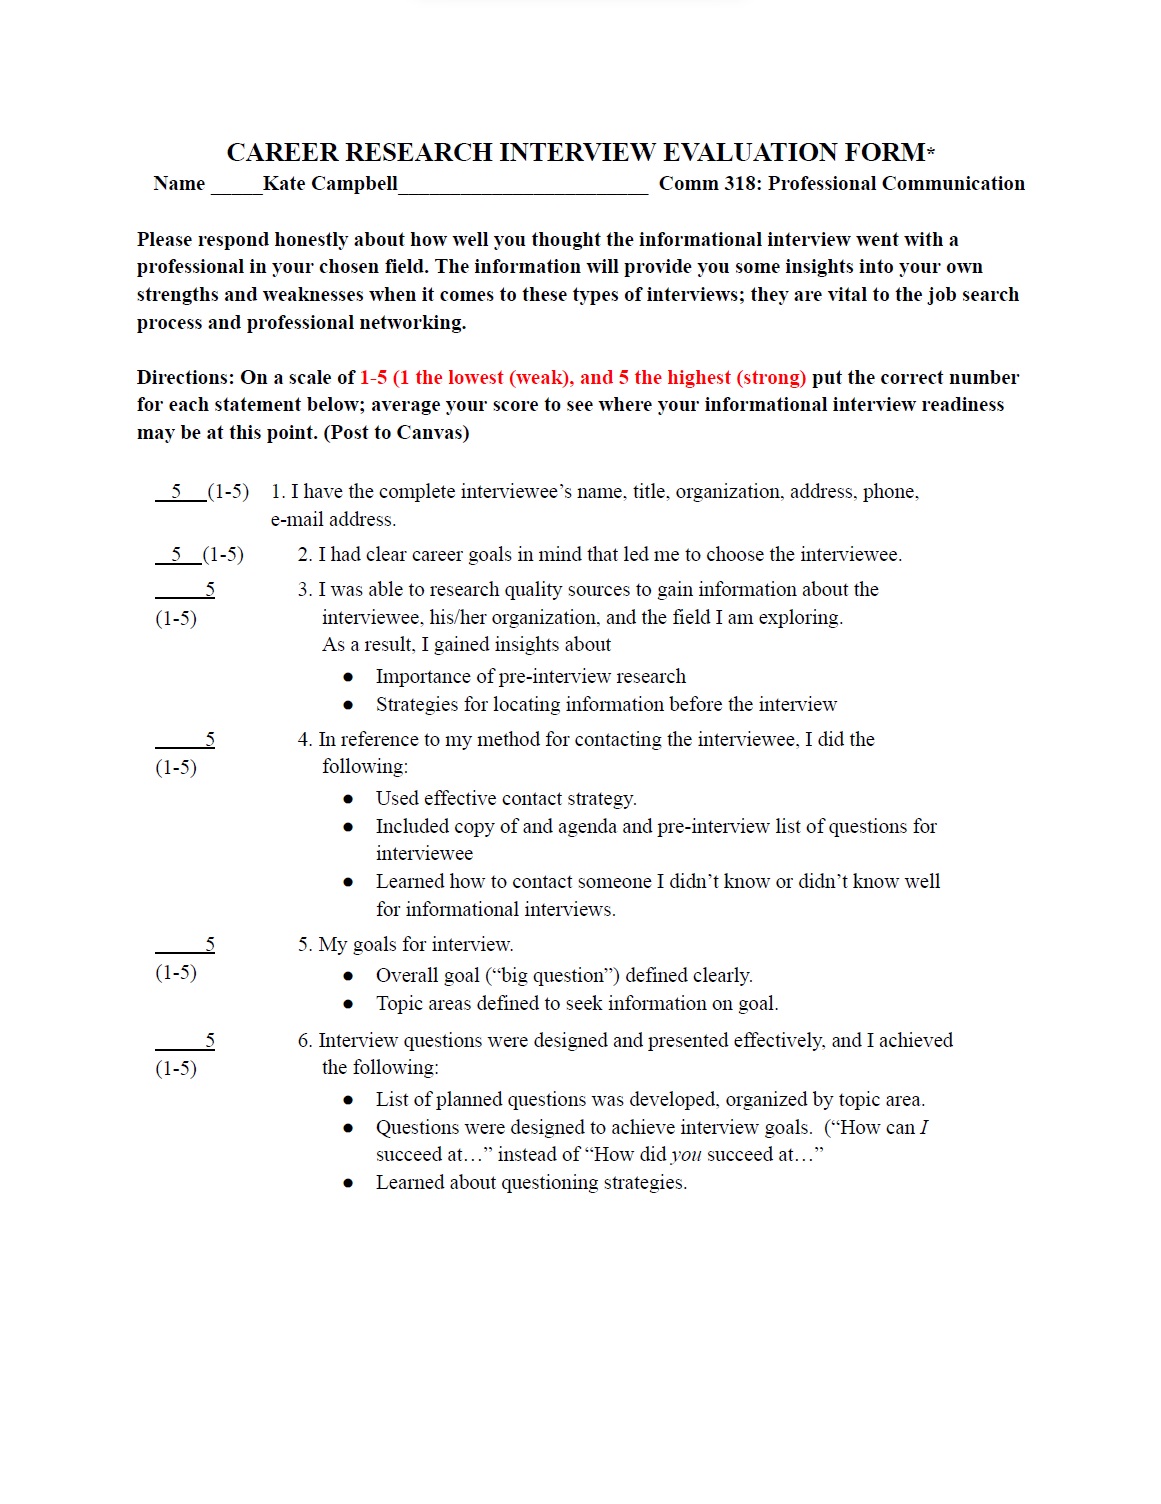 CAREER RESEARCH INTERVIEW EVALUATION FORM*
Name _____Kate Campbell________________________ Comm 318: Professional Communication
Please respond honestly about how well you thought the informational interview went with a
professional in your chosen field. The information will provide you some insights into your own
strengths and weaknesses when it comes to these types of interviews; they are vital to the job search
process and professional networking.
Directions: On a scale of 1-5 (1 the lowest (weak), and 5 the highest (strong) put the correct number
for each statement below; average your score to see where your informational interview readiness
may be at this point. (Post to Canvas)
__5__(1-5) 1. I have the complete interviewee’s name, title, organization, address, phone,
e-mail address.
__5__(1-5) 2. I had clear career goals in mind that led me to choose the interviewee.
_____5 3. I was able to research quality sources to gain information about the
(1-5) interviewee, his/her organization, and the field I am exploring.
As a result, I gained insights about
● Importance of pre-interview research
● Strategies for locating information before the interview
_____5 4. In reference to my method for contacting the interviewee, I did the
(1-5) following:
● Used effective contact strategy.
● Included copy of and agenda and pre-interview list of questions for
interviewee
● Learned how to contact someone I didn’t know or didn’t know well
for informational interviews.
_____5 5. My goals for interview.
(1-5) ● Overall goal (“big question”) defined clearly.
● Topic areas defined to seek information on goal.
_____5 6. Interview questions were designed and presented effectively, and I achieved
(1-5) the following:
● List of planned questions was developed, organized by topic area.
● Questions were designed to achieve interview goals. (“How can I
succeed at…” instead of “How did you succeed at…”
● Learned about questioning strategies.